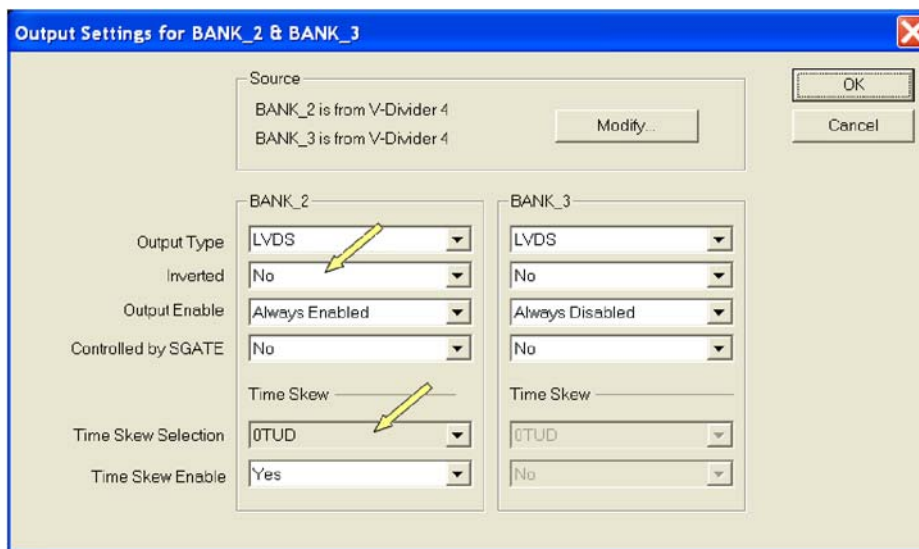 Output Settings for BANK_2 & BANK_3
Source
BANK_2 is from V-Divider 4
BANK_3 is from V-Divider 4
Modify...
OK
Cancel
BANK_2
BANK_3
Output Type
LVDS
LVDS
Inverted
No
No
Output Enable
Always Enabled
Always Disabled
Controlled by SGATE
No
No
Time Skew
Time Skew
Time Skew Selection
0TUD
0TUD
Time Skew Enable
Yes
No